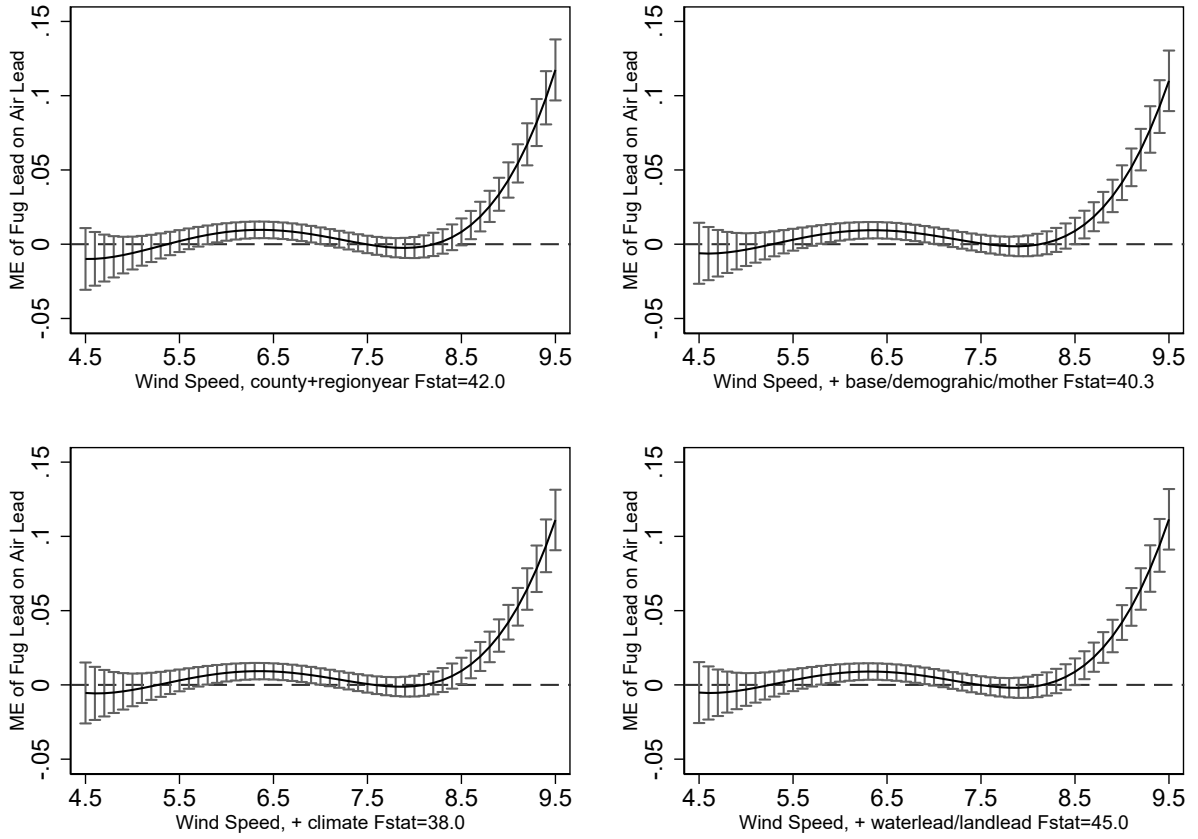 ME of Fug Lead on Air Lead
.15
.1
.05
0
-.05
4.5 5.5 6.5 7.5 8.5 9.5
Wind Speed, county+regionyear Fstat=42.0
ME of Fug Lead on Air Lead
.15
.1
.05
0
-.05
4.5 5.5 6.5 7.5 8.5 9.5
Wind Speed, + base/demograhic/mother Fstat=40.3
ME of Fug Lead on Air Lead
.15
.1
.05
0
-.05
4.5 5.5 6.5 7.5 8.5 9.5
Wind Speed, + climate Fstat=38.0
ME of Fug Lead on Air Lead
.15
.1
.05
0
-.05
4.5 5.5 6.5 7.5 8.5 9.5
Wind Speed, + waterlead/landlead Fstat=45.0